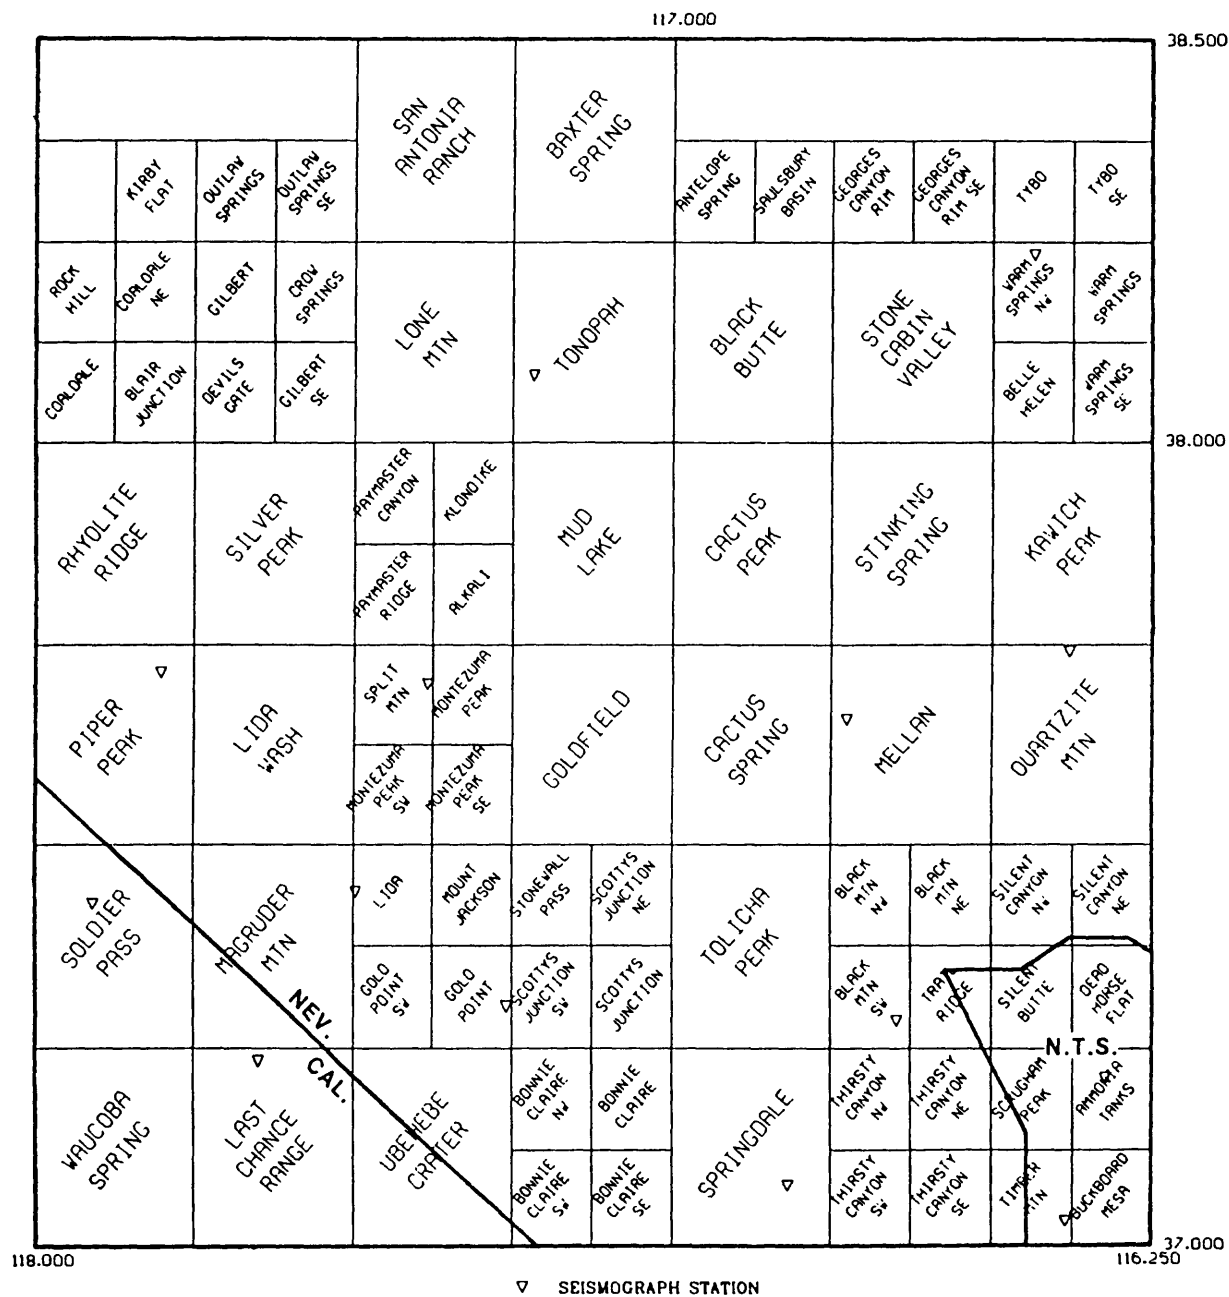 117.000
38.500
SAN
ANTONIA
RANCH
BAXTER
SPRING
KIRBY
FLAT
OUTLAW
SPRINGS
OUTLAW
SPRINGS
SE
ANTELOPE
SPRING
SAULSBURY
BASIN
GEORGES
CANYON
RIM
GEORGES
CANYON
RIM SE
TYBO
TYBO
SE
ROCK
HILL
COALDALE
NE
GILBERT
CROW
SPRINGS
LONE
MTN
TONOPAH
BLACK
BUTTE
STONE
CABIN
VALLEY
WARM
SPRINGS
NW
WARM
SPRINGS
COALDALE
BLAIR
JUNCTION
DEVILS
GATE
GILBERT
SE
BELLE
HELEN
WARM
SPRINGS
SE
38.000
RHYOLITE
RIDGE
SILVER
PEAK
PAYMASTER
CANYON
KLONDIKE
MUD
LAKE
CACTUS
PEAK
STINKING
SPRING
KAWICH
PEAK
PAYMASTER
RIDGE
ALKALI
PIPER
PEAK
LIDA
WASH
SPLIT
MTN
MONTEZUMA
PEAK
GOLDFIELD
CACTUS
SPRING
MELLAN
QUARTZITE
MTN
MONTEZUMA
PEAK
SW
MONTEZUMA
PEAK
SE
SOLDIER
PASS
MAGRUDER
MTN
LIDA
MOUNT
JACKSON
STONEWALL
PASS
SCOTTYS
JUNCTION
NE
TOLICHA
PEAK
BLACK
MTN
NW
BLACK
MTN
NE
SILENT
CANYON
NW
SILENT
CANYON
NE
GOLD
POINT
SW
GOLD
POINT
SCOTTYS
JUNCTION
SW
SCOTTYS
JUNCTION
BLACK
MTN
SW
RIDGE
SILENT
BUTTE
DEAD
HORSE
FLAT
NEV.
CAL.
N.T.S.
WAUCOBA
SPRING
LAST
CHANCE
RANGE
UBEHEBE
CRATER
BONNIE
CLAIRE
NW
BONNIE
CLAIRE
SPRINGDALE
THIRSTY
CANYON
NW
THIRSTY
CANYON
NE
PEAK
AMMONIA
TANKS
BONNIE
CLAIRE
SW
BONNIE
CLAIRE
SE
THIRSTY
CANYON
SW
THIRSTY
CANYON
SE
TIMBER
MTN
BUCKBOARD
MESA
37.000
118.000
116.250
SEISMOGRAPH STATION